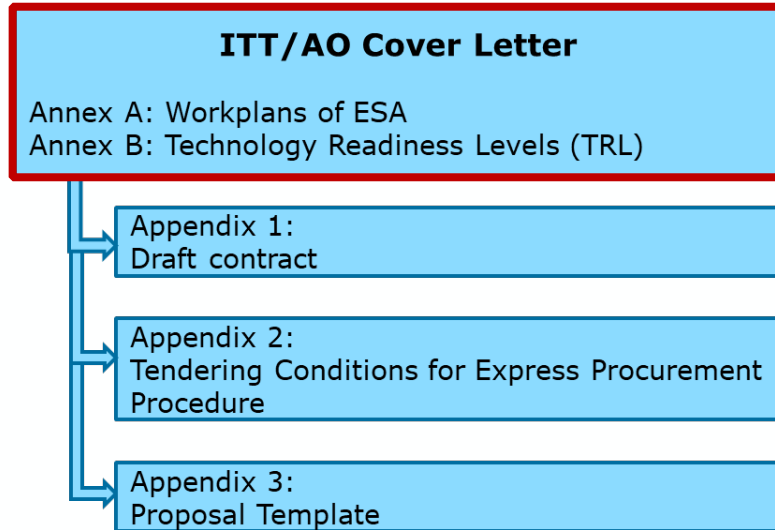 ITT/AO Cover Letter
Annex A: Workplans of ESA
Annex B: Technology Readiness Levels (TRL)
Appendix 1:
Draft contract
Appendix 2:
Tendering Conditions for Express Procurement
Procedure
Appendix 3:
Proposal Template